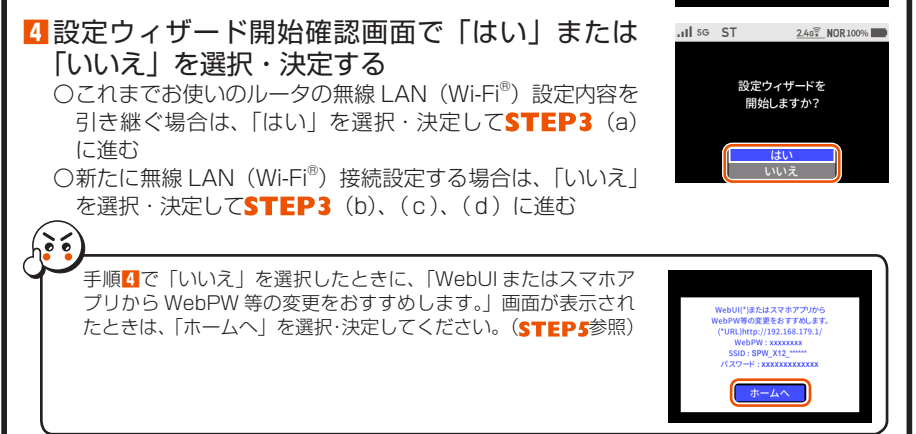 4 設定ウィザード開始確認画面で「はい」または
「いいえ」を選択・決定する
○これまでお使いのルータの無線 LAN（Wi-Fi®）設定内容を
引き継ぐ場合は、「はい」を選択・決定してSTEP3（a）
に進む
○新たに無線 LAN（Wi-Fi®）接続設定する場合は、「いいえ」
を選択・決定してSTEP3（b）、（c）、（d）に進む
5G ST 2.4G NOR 100%
設定ウィザードを
開始しますか？
はい
いいえ
手順4で「いいえ」を選択したときに、「WebUI またはスマホア
プリから WebPW 等の変更をおすすめします。」画面が表示され
たときは、「ホームへ」を選択・決定してください。（STEP5参照）
WebUI(*)またはスマホアプリから
WebPW等の変更をおすすめします。
(*URL)http://192.168.179.1/
WebPW : xxxxxxxx
SSID : SPW_X12_******
パスワード : xxxxxxxxxxxxx
ホームへ